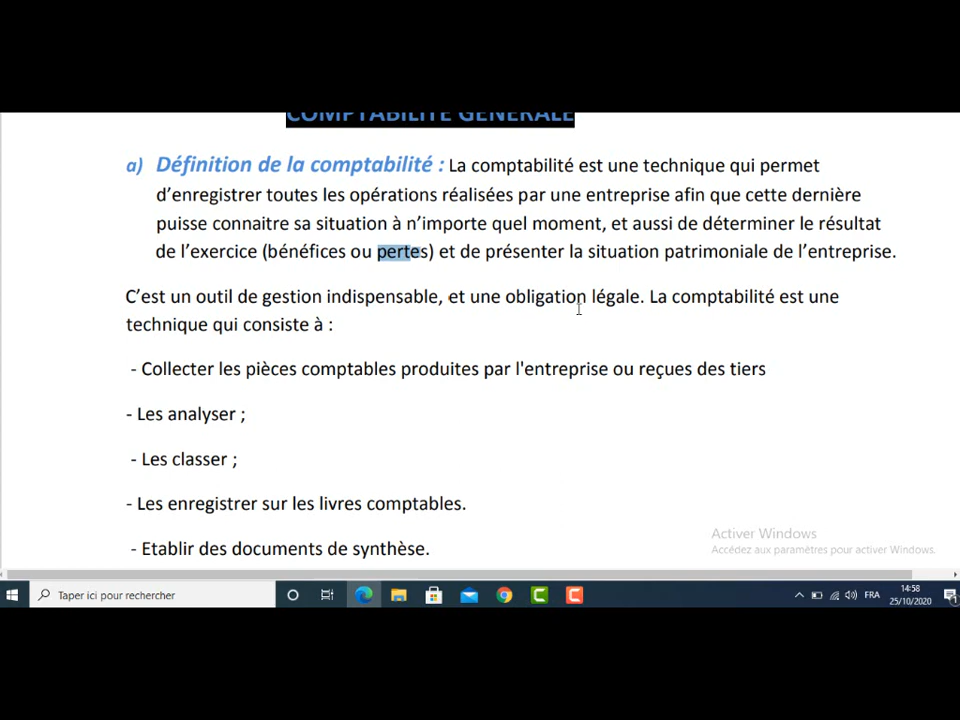 COMPTABILITE GENERALE
a) Définition de la comptabilité : La comptabilité est une technique qui permet
d’enregistrer toutes les opérations réalisées par une entreprise afin que cette dernière
puisse connaitre sa situation à n’importe quel moment, et aussi de déterminer le résultat
de l’exercice (bénéfices ou pertes) et de présenter la situation patrimoniale de l’entreprise.
C’est un outil de gestion indispensable, et une obligation légale. La comptabilité est une
technique qui consiste à :
- Collecter les pièces comptables produites par l'entreprise ou reçues des tiers
- Les analyser ;
- Les classer ;
- Les enregistrer sur les livres comptables.
- Etablir des documents de synthèse.
Activer Windows
Accédez aux paramètres pour activer Windows.
Taper ici pour rechercher
FRA
14:58
25/10/2020
1